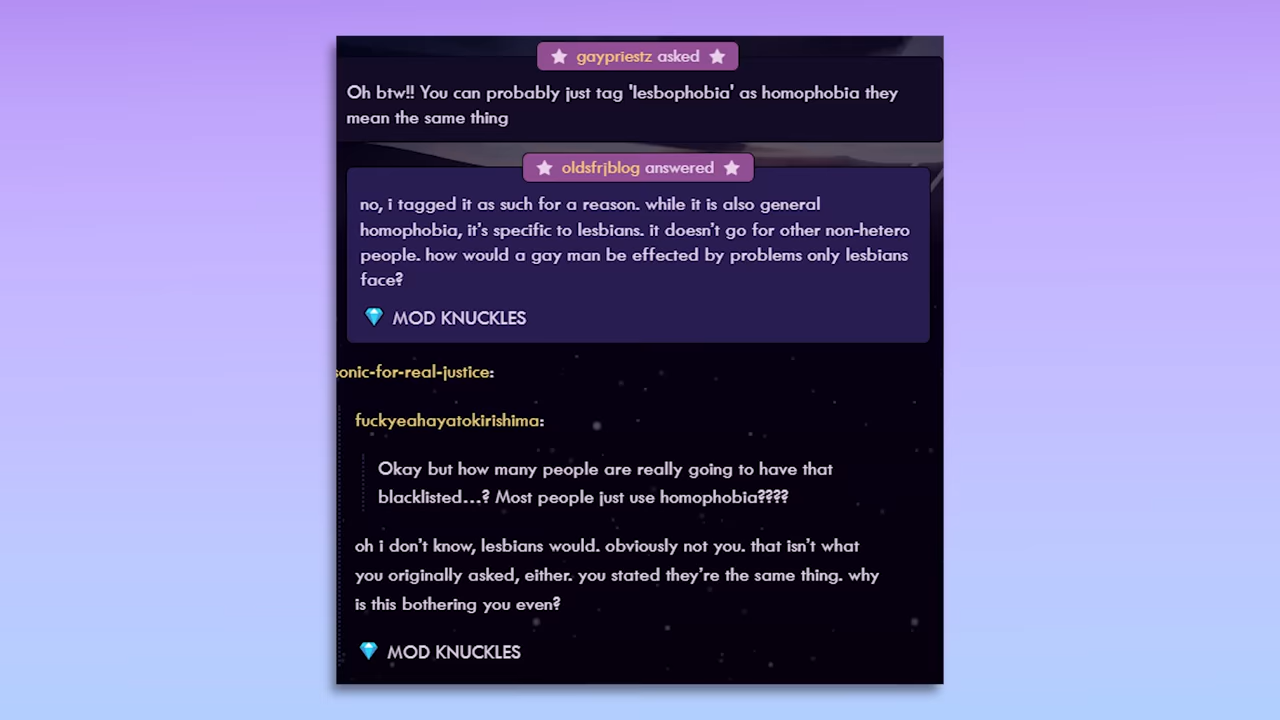 gaypriestz asked
Oh btw!! You can probably just tag 'lesbophobia' as homophobia they
mean the same thing
oldsfrjblog answered
no, i tagged it as such for a reason. while it is also general
homophobia, it's specific to lesbians. it doesn't go for other non-hetero
people. how would a gay man be effected by problems only lesbians
face?
MOD KNUCKLES
sonic-for-real-justice:
fuckyeahayatokirishima:
Okay but how many people are really going to have that
blacklisted...? Most people just use homophobia????
oh i don't know, lesbians would. obviously not you. that isn't what
you originally asked, either. you stated they're the same thing. why
is this bothering you even?
MOD KNUCKLES